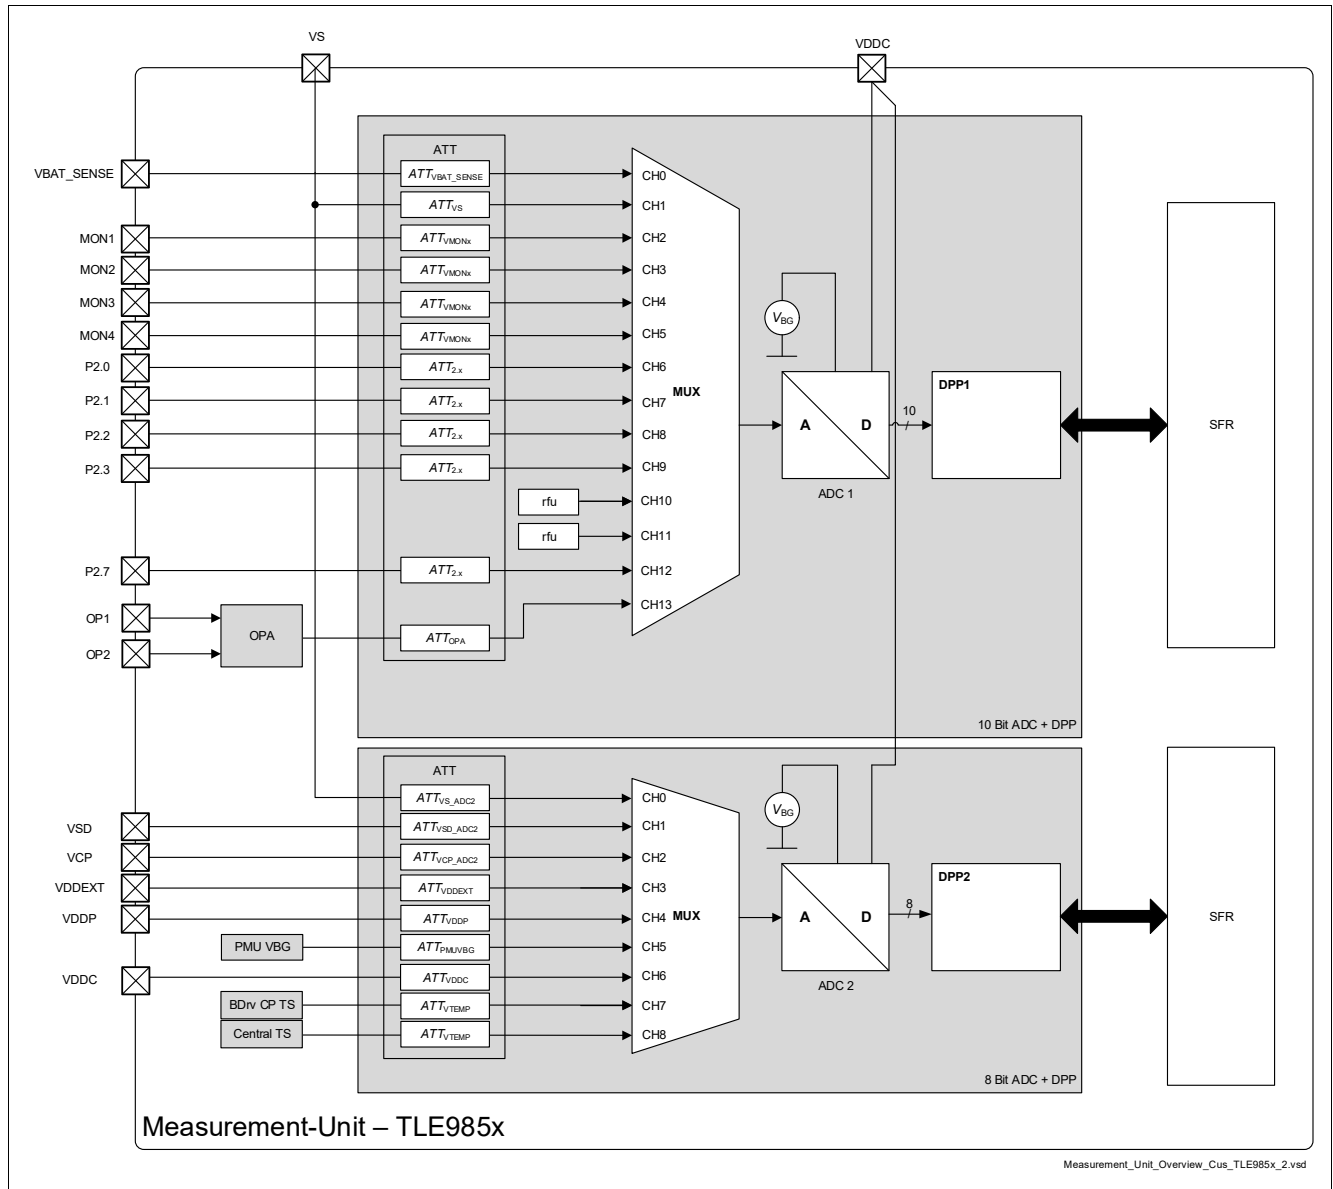 VS
VDDC
ATT
VBAT_SENSE
ATTVBAT_SENSE
CH0
ATTVS
CH1
MON1
ATTVMONx
CH2
MON2
ATTVMONx
CH3
MON3
ATTVMONx
CH4
VBG
MON4
ATTVMONx
CH5
P2.0
ATT2.x
CH6
DPP1
MUX
P2.1
ATT2.x
CH7
10
A
D
SFR
P2.2
ATT2.x
CH8
P2.3
ATT2.x
CH9
ADC 1
rfu
CH10
rfu
CH11
P2.7
ATT2.x
CH12
CH13
OP1
OPA
ATTOPA
OP2
10 Bit ADC + DPP
ATT
ATTVS_ADC2
CH0
VBG
VSD
ATTVSD_ADC2
CH1
VCP
ATTVCP_ADC2
CH2
DPP2
VDDEXT
ATTVDDEXT
CH3
8
VDDP
ATTVDDP
CH4
MUX
A
D
SFR
PMU VBG
ATTPMUVBG
CH5
VDDC
ATTVDDC
CH6
ADC 2
BDrv CP TS
ATTVTEMP
CH7
Central TS
ATTVTEMP
CH8
8 Bit ADC + DPP
Measurement-Unit – TLE985x
Measurement_Unit_Overview_Cus_TLE985x_2.vsd